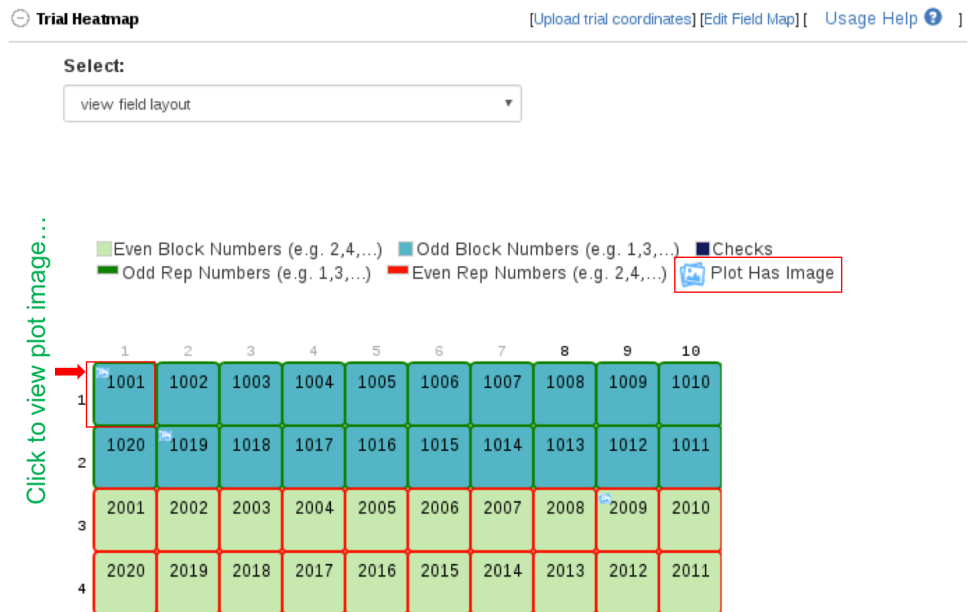 Trial Heatmap [Upload trial coordinates] [Edit Field Map] [ Usage Help ? ]
Select:
view field layout
Click to view plot image...
Even Block Numbers (e.g. 2,4,...) Odd Block Numbers (e.g. 1,3,...) Checks
Odd Rep Numbers (e.g. 1,3,...) Even Rep Numbers (e.g. 2,4,...) Plot Has Image
1 2 3 4 5 6 7 8 9 10
1 1001 1002 1003 1004 1005 1006 1007 1008 1009 1010
2 1020 1019 1018 1017 1016 1015 1014 1013 1012 1011
3 2001 2002 2003 2004 2005 2006 2007 2008 2009 2010
4 2020 2019 2018 2017 2016 2015 2014 2013 2012 2011